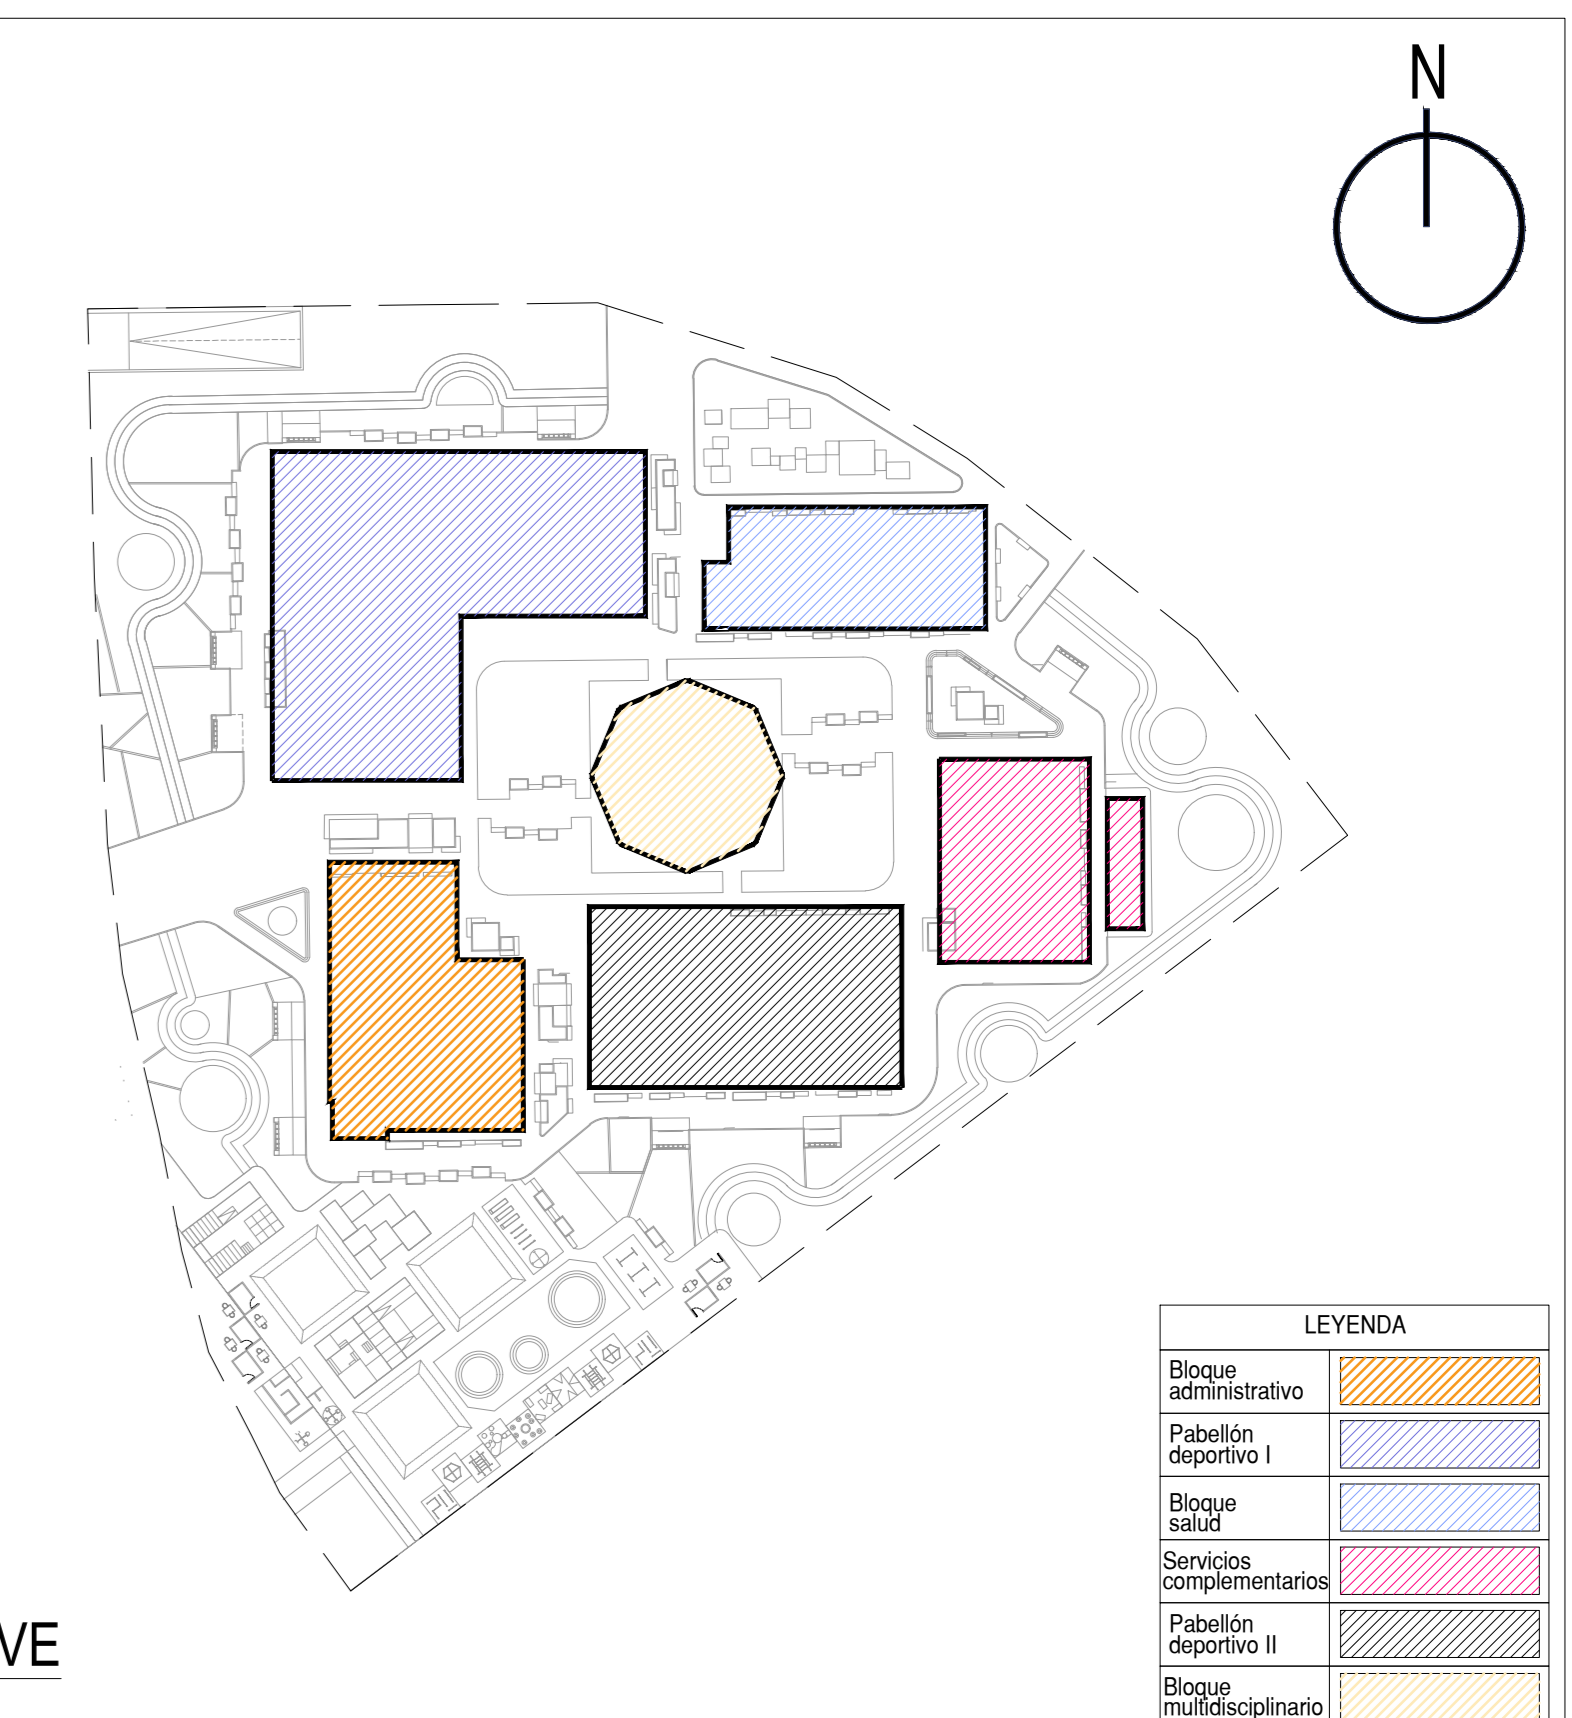 N
LEYENDA
Bloque
administrativo
Pabellón
deportivo I
Bloque
salud
Servicios
complementarios
Pabellón
deportivo II
Bloque
multidisciplinario
VE